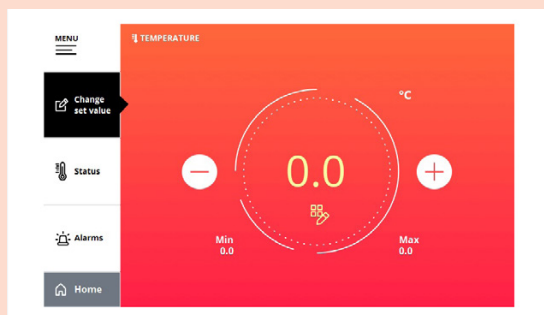 MENU
TEMPERATURE
Change
set value
°C
Status
0.0
Alarms
Min
0.0
Max
0.0
Home